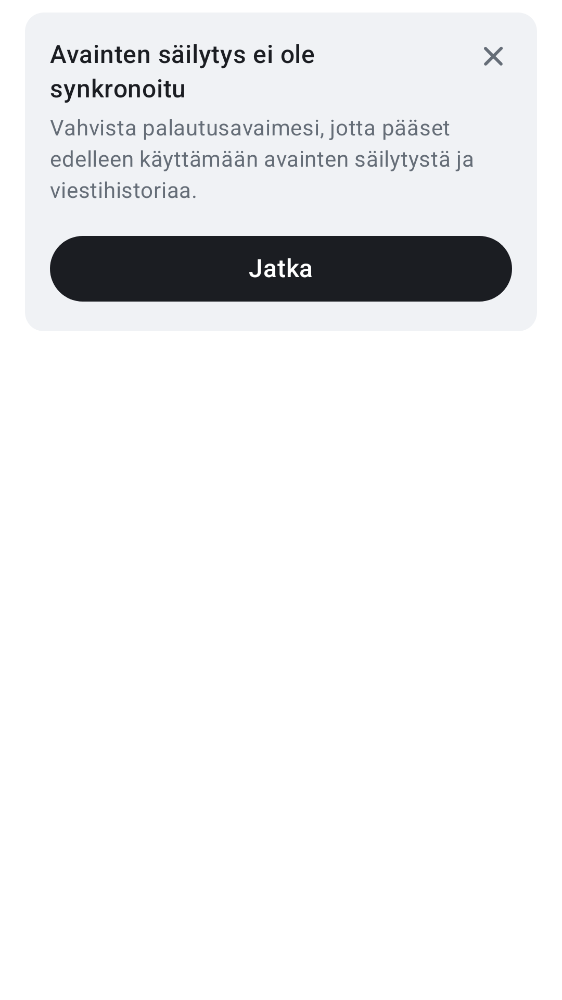 Avainten säilytys ei ole
synkronoitu
Vahvista palautusavaimesi, jotta pääset
edelleen käyttämään avainten säilytystä ja
viestihistoriaa.
Jatka